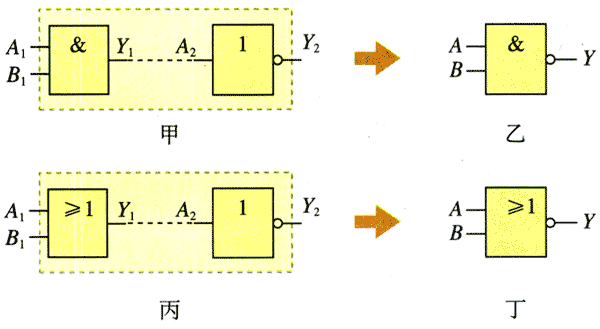 A₁ B₁ & Y₁ A₂ 1 Y₂ A B & Y
甲 乙
A₁ B₁ ⩾1 Y₁ A₂ 1 Y₂ A B ⩾1 Y
丙 丁